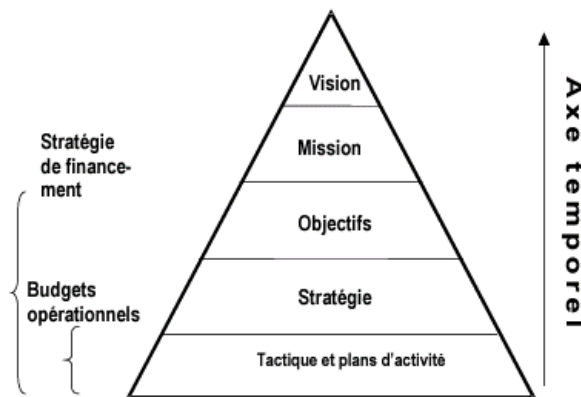 Vision
Stratégie
de finance-
ment
Mission
Objectifs
Budgets
opérationnels
Stratégie
Tactique et plans d'activité
Axe temporel